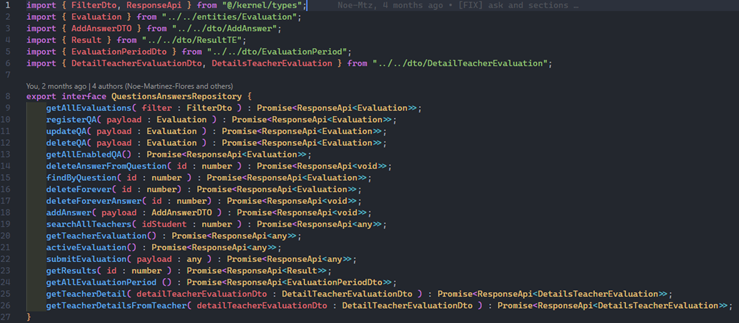 1 import { FilterDto, ResponseApi } from "@/kernel/types"; Noe-Mtz, 4 months ago • [FIX] ask and sections …
2 import { Evaluation } from "../../entities/Evaluation";
3 import { AddAnswerDTO } from "../../dto/AddAnswer";
4 import { Result } from "../../dto/ResultTE";
5 import { EvaluationPeriodDto } from "../../dto/EvaluationPeriod";
6 import { DetailTeacherEvaluationDto, DetailsTeacherEvaluation } from "../../dto/DetailTeacherEvaluation";
7
You, 2 months ago | 4 authors (Noe-Martinez-Flores and others)
8 export interface QuestionsAnswersRepository {
9 getAllEvaluations( filter : FilterDto ) : Promise<ResponseApi<Evaluation>>;
10 registerQA( payload : Evaluation ) : Promise<ResponseApi<Evaluation>>;
11 updateQA( payload : Evaluation ) : Promise<ResponseApi<Evaluation>>;
12 deleteQA( payload : Evaluation ) : Promise<ResponseApi<Evaluation>>;
13 getAllEnabledQA() : Promise<ResponseApi<Evaluation>>;
14 deleteAnswerFromQuestion( id : number ) : Promise<ResponseApi<void>>;
15 findByQuestion( id : number ) : Promise<ResponseApi<Evaluation>>;
16 deleteForever( id : number) : Promise<ResponseApi<Evaluation>>;
17 deleteForeverAnswer( id : number) : Promise<ResponseApi<void>>;
18 addAnswer( payload : AddAnswerDTO ) : Promise<ResponseApi<void>>;
19 searchAllTeachers( idStudent : number ) : Promise<ResponseApi<any>>;
20 getTeacherEvaluation() : Promise<ResponseApi<any>>;
21 activeEvaluation() : Promise<ResponseApi<any>>;
22 submitEvaluation( payload : any ) : Promise<ResponseApi<any>>;
23 getResults( id : number ) : Promise<ResponseApi<Result>>;
24 getAllEvaluationPeriod () : Promise<ResponseApi<EvaluationPeriodDto>>;
25 getTeacherDetail( detailTeacherEvaluationDto : DetailTeacherEvaluationDto ) : Promise<ResponseApi<DetailsTeacherEvaluation>>;
26 getTeacherDetailsFromTeacher( detailTeacherEvaluationDto : DetailTeacherEvaluationDto ) : Promise<ResponseApi<DetailsTeacherEvaluation>>;
27 }